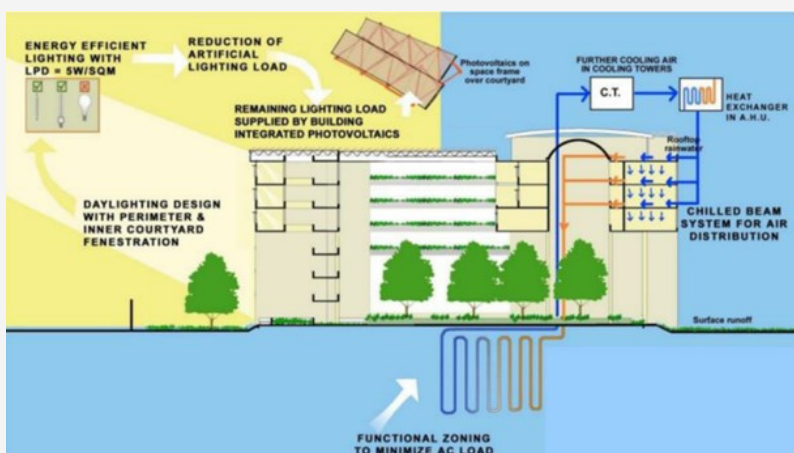 ENERGY EFFICIENT
LIGHTING WITH
LPD = 5W/SQM
REDUCTION OF
ARTIFICIAL
LIGHTING LOAD
Photovoltaics on
space frame
over courtyard
REMAINING LIGHTING LOAD
SUPPLIED BY BUILDING
INTEGRATED PHOTOVOLTAICS
DAYLIGHTING DESIGN
WITH PERIMETER &
INNER COURTYARD
FENESTRATION
FURTHER COOLING AIR
IN COOLING TOWERS
C.T.
HEAT
EXCHANGER
IN A.H.U.
Rooftop
rainwater
CHILLED BEAM
SYSTEM FOR AIR
DISTRIBUTION
Surface runoff
FUNCTIONAL ZONING
TO MINIMIZE AC LOAD